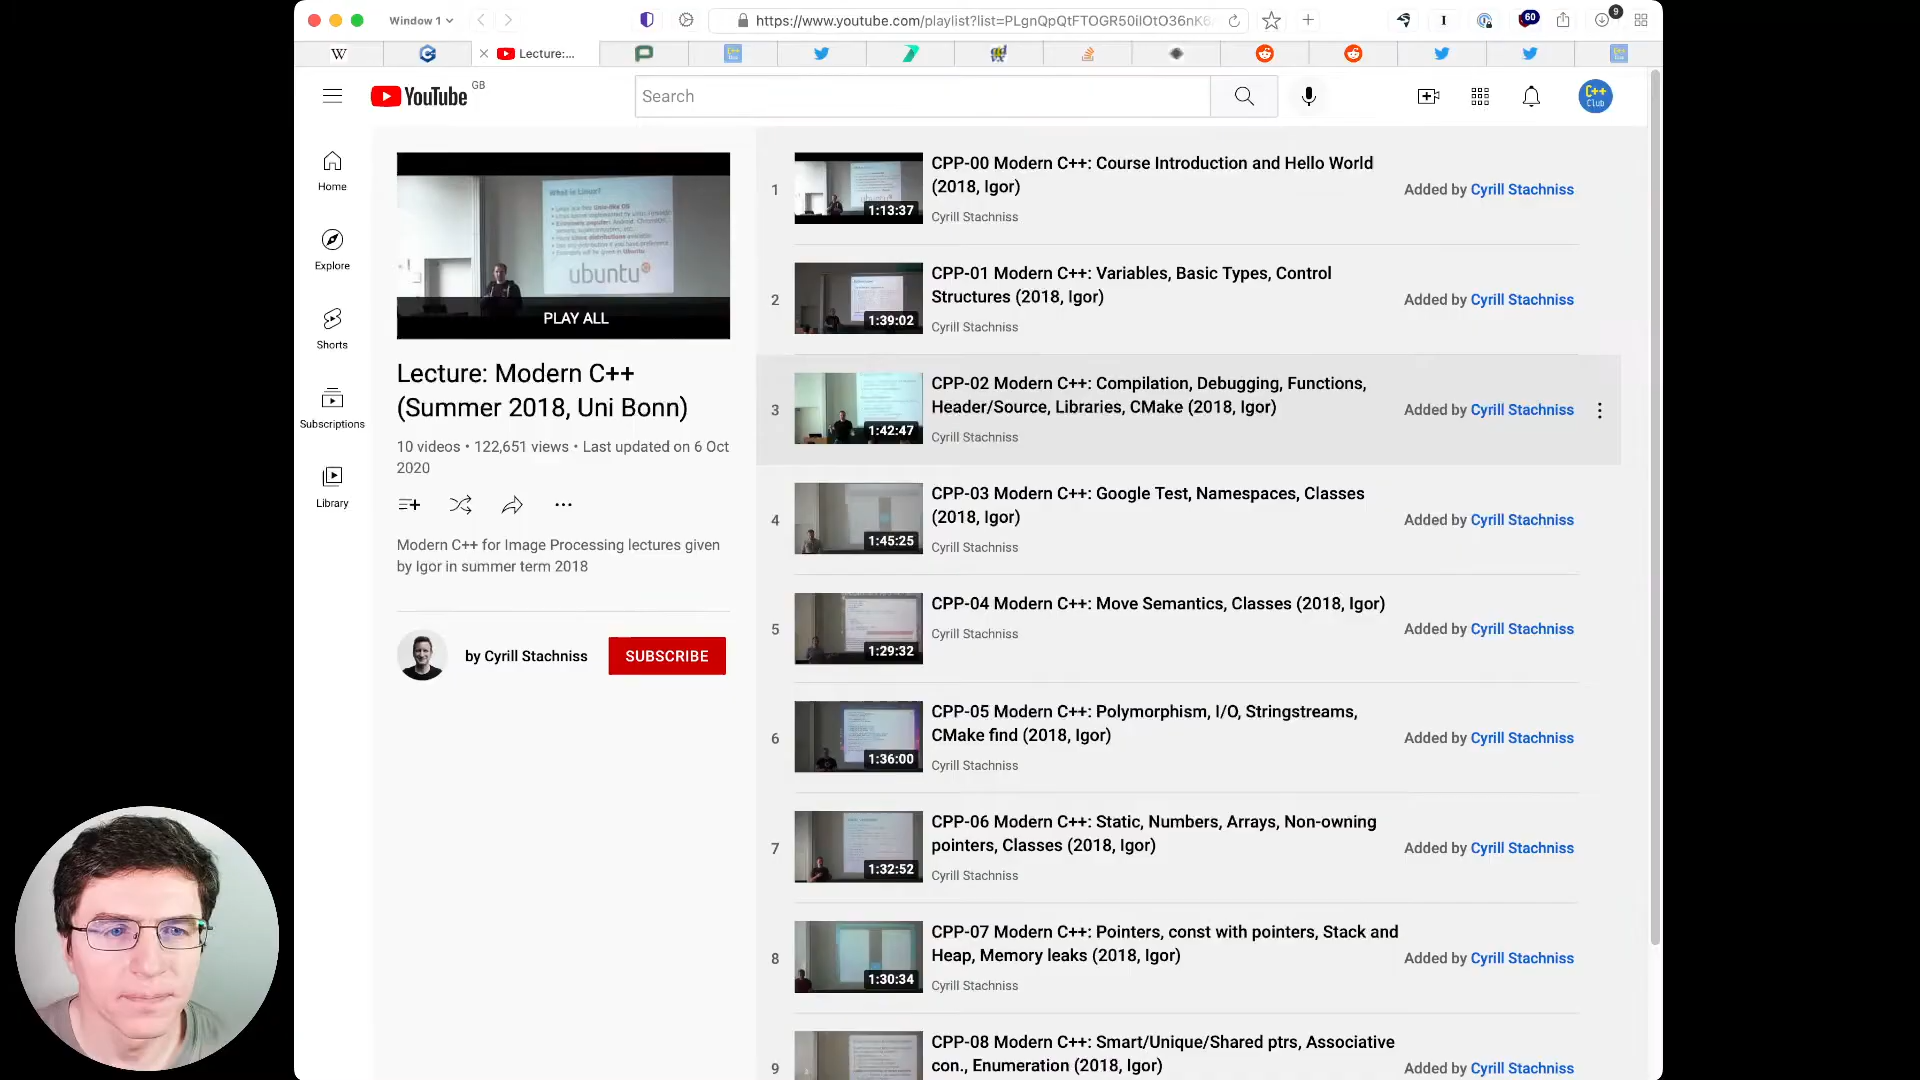 Window 1
https://www.youtube.com/playlist?list=PLgnQpQtFTOGR50iIOtO36nK6
60
9
W
Lecture:...
YouTube GB
Search
C++
Club
Home
Explore
Shorts
Subscriptions
Library
What is Linux?
ubuntu
PLAY ALL
Lecture: Modern C++
(Summer 2018, Uni Bonn)
10 videos • 122,651 views • Last updated on 6 Oct
2020
Modern C++ for Image Processing lectures given
by Igor in summer term 2018
by Cyrill Stachniss
SUBSCRIBE
1
1:13:37
CPP-00 Modern C++: Course Introduction and Hello World
(2018, Igor)
Cyrill Stachniss
Added by Cyrill Stachniss
2
1:39:02
CPP-01 Modern C++: Variables, Basic Types, Control
Structures (2018, Igor)
Cyrill Stachniss
Added by Cyrill Stachniss
3
1:42:47
CPP-02 Modern C++: Compilation, Debugging, Functions,
Header/Source, Libraries, CMake (2018, Igor)
Cyrill Stachniss
Added by Cyrill Stachniss
4
1:45:25
CPP-03 Modern C++: Google Test, Namespaces, Classes
(2018, Igor)
Cyrill Stachniss
Added by Cyrill Stachniss
5
1:29:32
CPP-04 Modern C++: Move Semantics, Classes (2018, Igor)
Cyrill Stachniss
Added by Cyrill Stachniss
6
1:36:00
CPP-05 Modern C++: Polymorphism, I/O, Stringstreams,
CMake find (2018, Igor)
Cyrill Stachniss
Added by Cyrill Stachniss
7
1:32:52
CPP-06 Modern C++: Static, Numbers, Arrays, Non-owning
pointers, Classes (2018, Igor)
Cyrill Stachniss
Added by Cyrill Stachniss
8
1:30:34
CPP-07 Modern C++: Pointers, const with pointers, Stack and
Heap, Memory leaks (2018, Igor)
Cyrill Stachniss
Added by Cyrill Stachniss
9
CPP-08 Modern C++: Smart/Unique/Shared ptrs, Associative
con., Enumeration (2018, Igor)
Added by Cyrill Stachniss